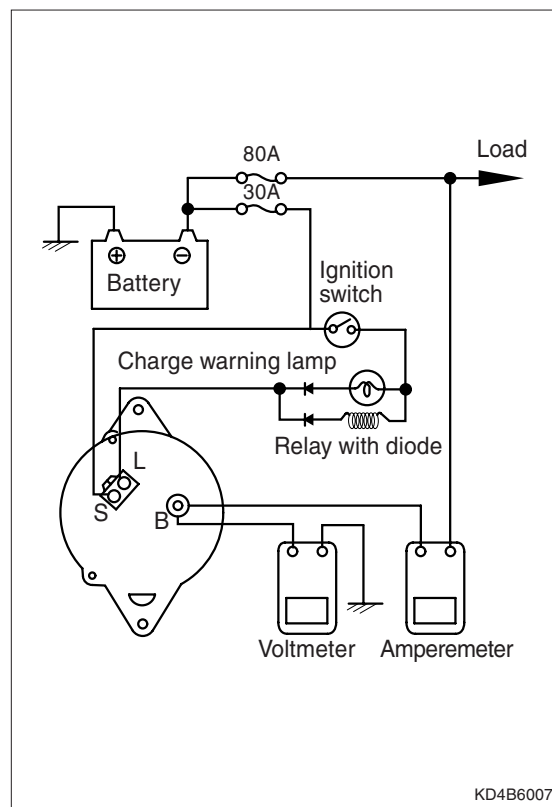 80A
Load
30A
⊕ ⊖
Battery
Ignition
switch
Charge warning lamp
Relay with diode
L
S
B
Voltmeter
Amperemeter
KD4B6007